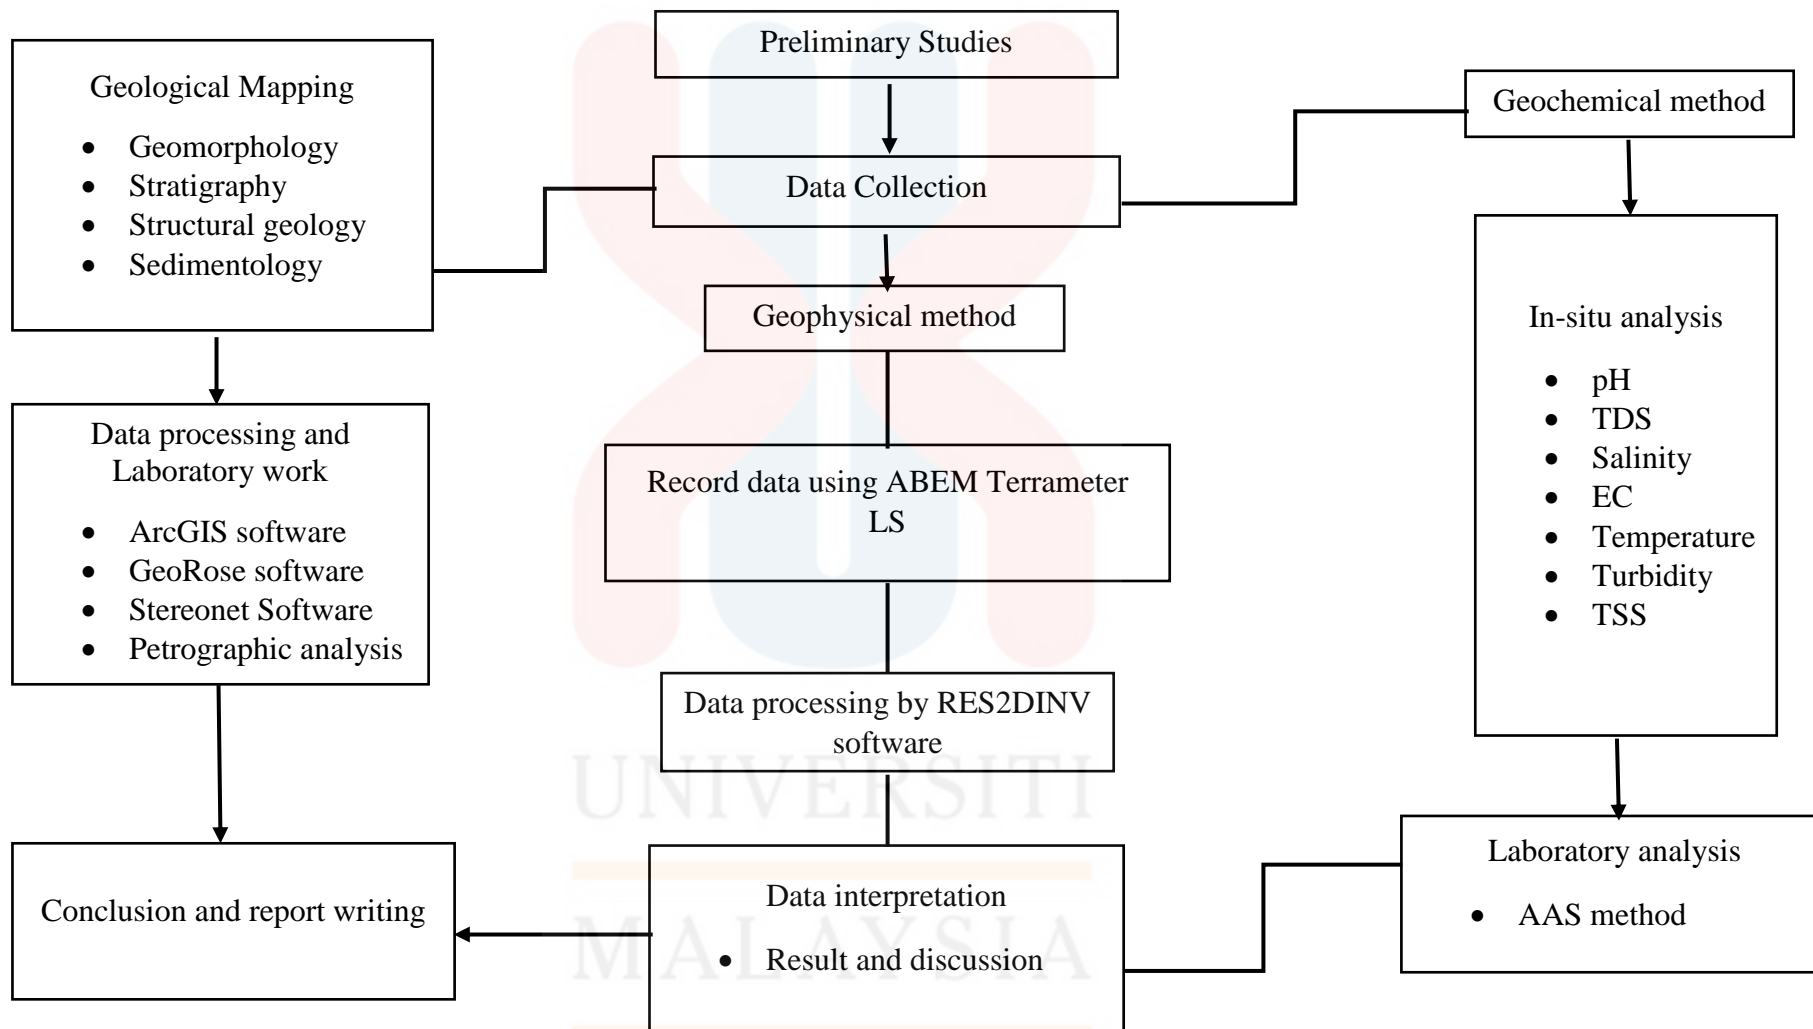 Preliminary Studies
Geological Mapping
• Geomorphology
• Stratigraphy
• Structural geology
• Sedimentology
Data Collection
Geochemical method
Geophysical method
In-situ analysis
• pH
• TDS
• Salinity
• EC
• Temperature
• Turbidity
• TSS
Data processing and
Laboratory work
• ArcGIS software
• GeoRose software
• Stereonet Software
• Petrographic analysis
Record data using ABEM Terrameter
LS
Data processing by RES2DINV
software
Laboratory analysis
• AAS method
Data interpretation
• Result and discussion
Conclusion and report writing
UNIVERSITI
MALAYSIA